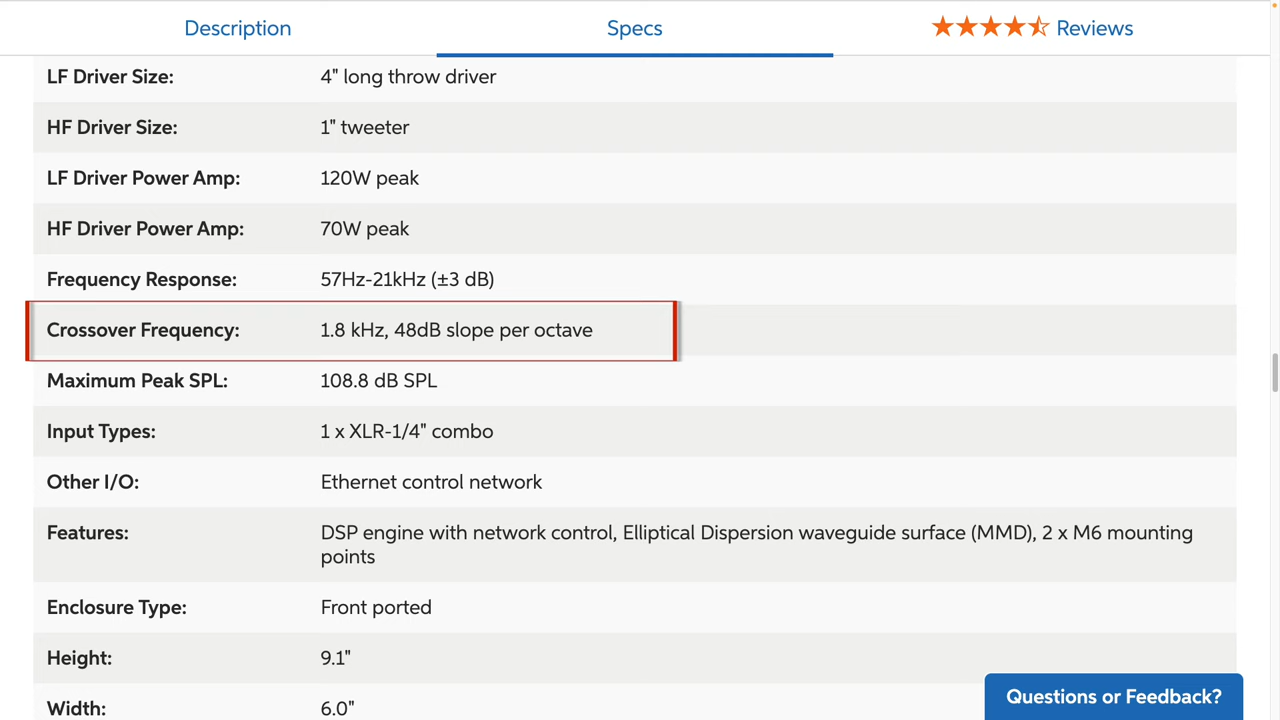 Description Specs Reviews
LF Driver Size: 4" long throw driver
HF Driver Size: 1" tweeter
LF Driver Power Amp: 120W peak
HF Driver Power Amp: 70W peak
Frequency Response: 57Hz-21kHz (±3 dB)
Crossover Frequency: 1.8 kHz, 48dB slope per octave
Maximum Peak SPL: 108.8 dB SPL
Input Types: 1 x XLR-1/4" combo
Other I/O: Ethernet control network
Features: DSP engine with network control, Elliptical Dispersion waveguide surface (MMD), 2 x M6 mounting
points
Enclosure Type: Front ported
Height: 9.1"
Width: 6.0"
Questions or Feedback?